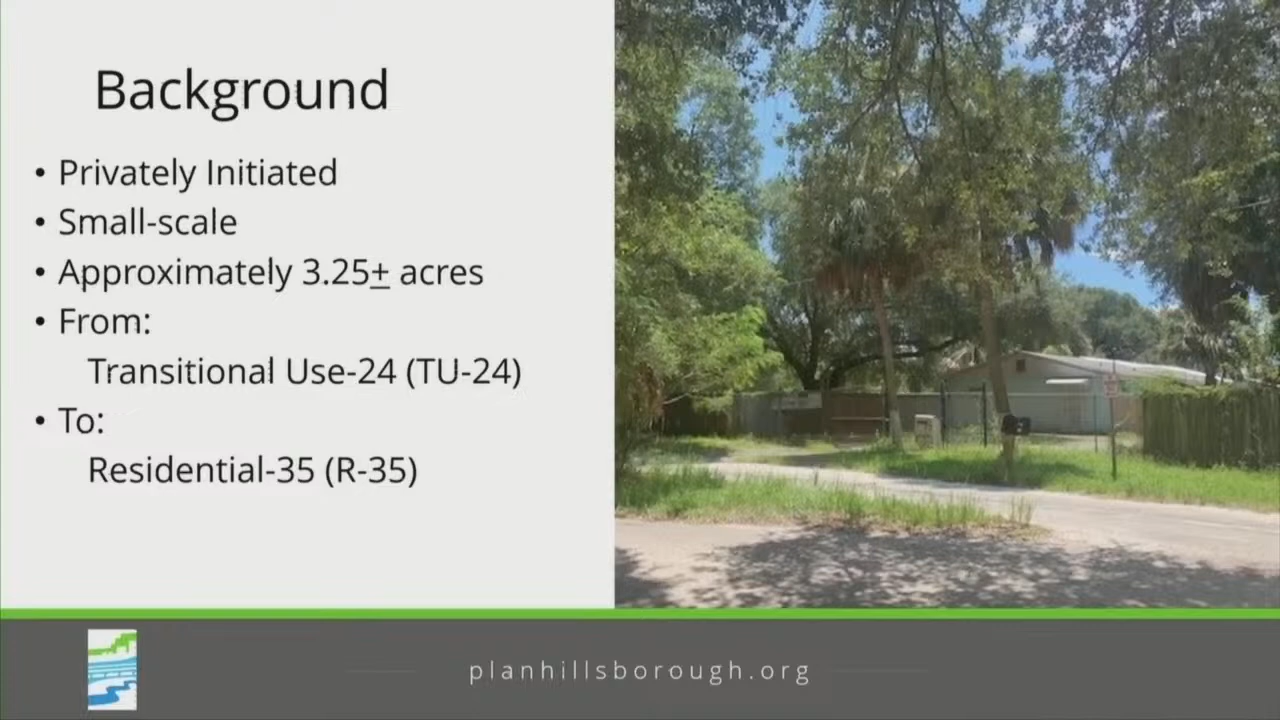 Background
• Privately Initiated
• Small-scale
• Approximately 3.25± acres
• From:
Transitional Use-24 (TU-24)
• To:
Residential-35 (R-35)
planhillsborough.org